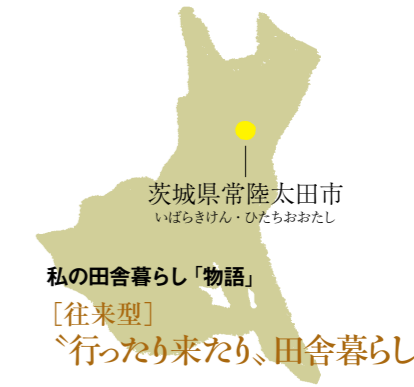 茨城県常陸太田市
いばらきけん・ひたちおおたし
私の田舎暮らし「物語」
［往来型］
〝行ったり来たり〟田舎暮らし